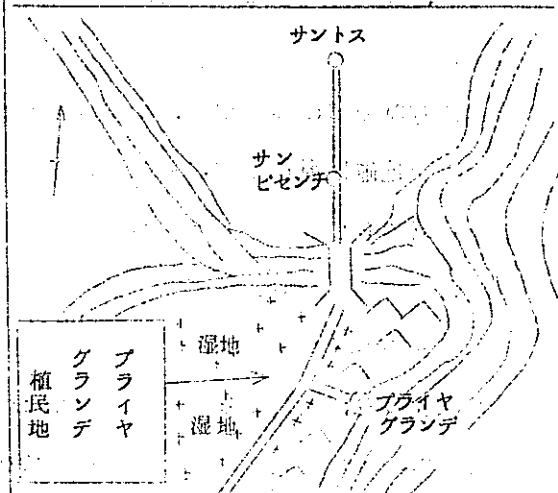 サントス
サン
ビセンテ
湿地
湿地
プライヤ
グランデ
プライヤ
グランデ
植民地